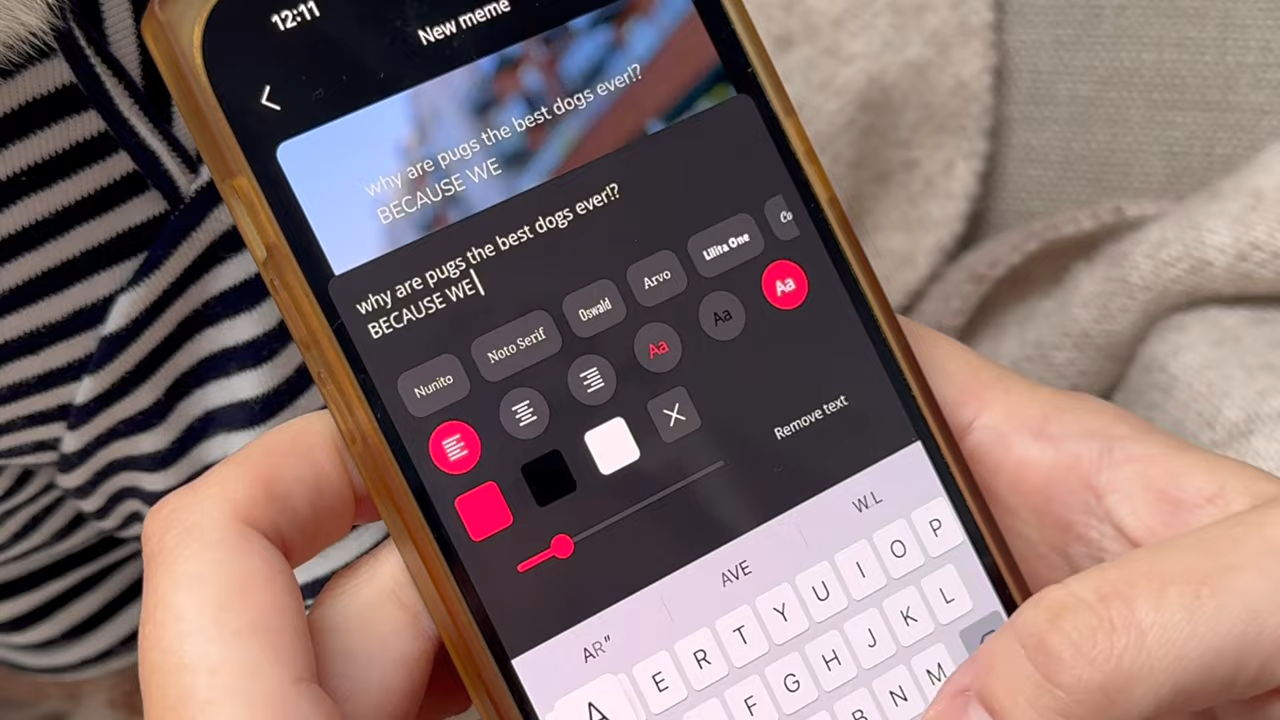 12:11
New meme
why are pugs the best dogs ever!?
BECAUSE WE
why are pugs the best dogs ever!?
BECAUSE WE
Nunito Noto Serif Oswald Arvo Lilita One Co
Aa Aa Aa
Remove text
AR" AVE W.L
E R T Y U I O P
A F G H J K L
B N M